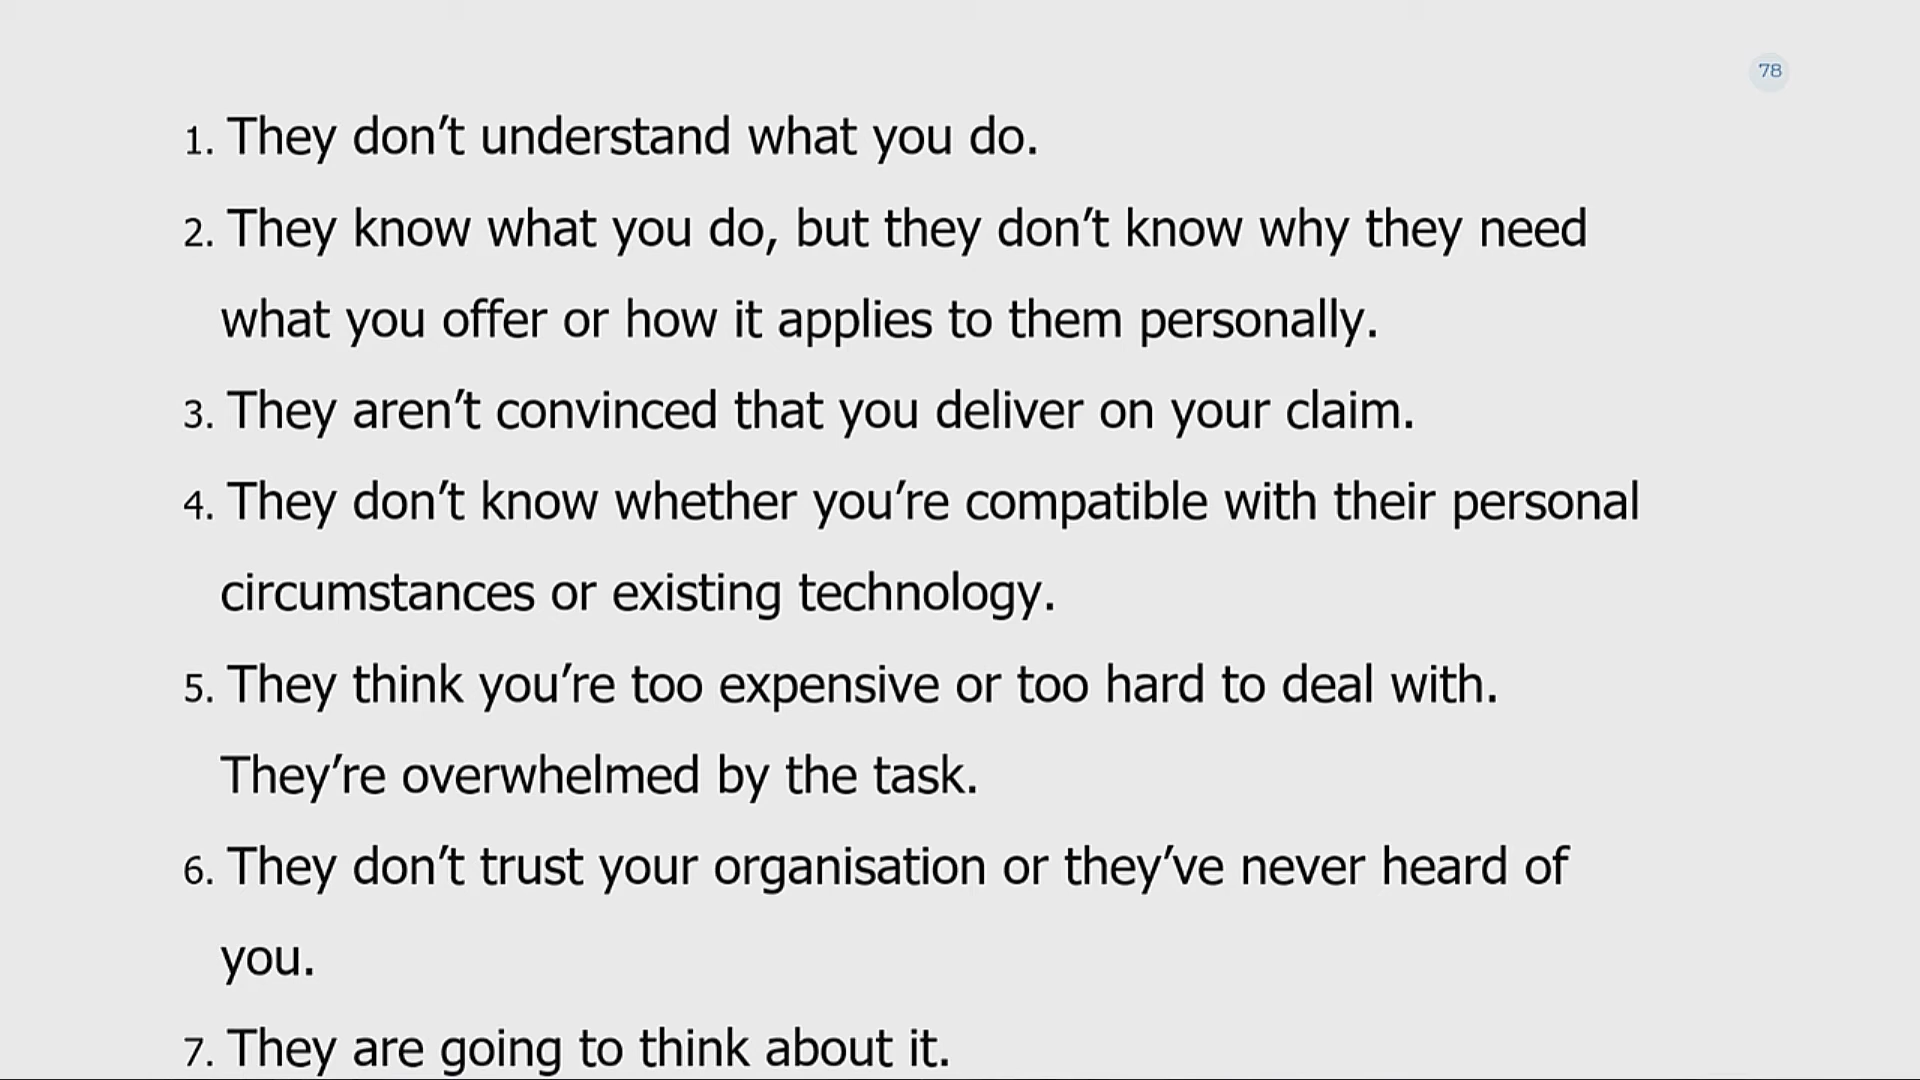 78
1. They don’t understand what you do.
2. They know what you do, but they don’t know why they need
what you offer or how it applies to them personally.
3. They aren’t convinced that you deliver on your claim.
4. They don’t know whether you’re compatible with their personal
circumstances or existing technology.
5. They think you’re too expensive or too hard to deal with.
They’re overwhelmed by the task.
6. They don’t trust your organisation or they’ve never heard of
you.
7. They are going to think about it.